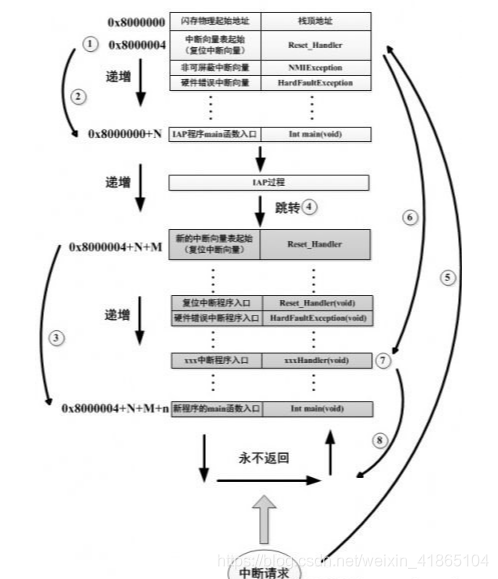 0x8000000 闪存物理起始地址 栈顶地址
① 0x8000004 中断向量表起始（复位中断向量） Reset_Handler
非可屏蔽中断向量 NMIException
递增 硬件错误中断向量 HardFaultException
②
0x8000000+N IAP程序main函数入口 Int main(void)
递增 IAP过程
跳转 ④
⑥
0x8000004+N+M 新的中断向量表起始（复位中断向量） Reset_Handler
⑤
复位中断程序入口 Reset_Handler(void)
递增 硬件错误中断程序入口 HardFaultException(void)
③
xxx中断程序入口 xxxHandler(void) ⑦
0x8000004+N+M+n 新程序的main函数入口 Int main(void)
⑧
永不返回
中断请求
https://blog.csdn.net/weixin_41865104